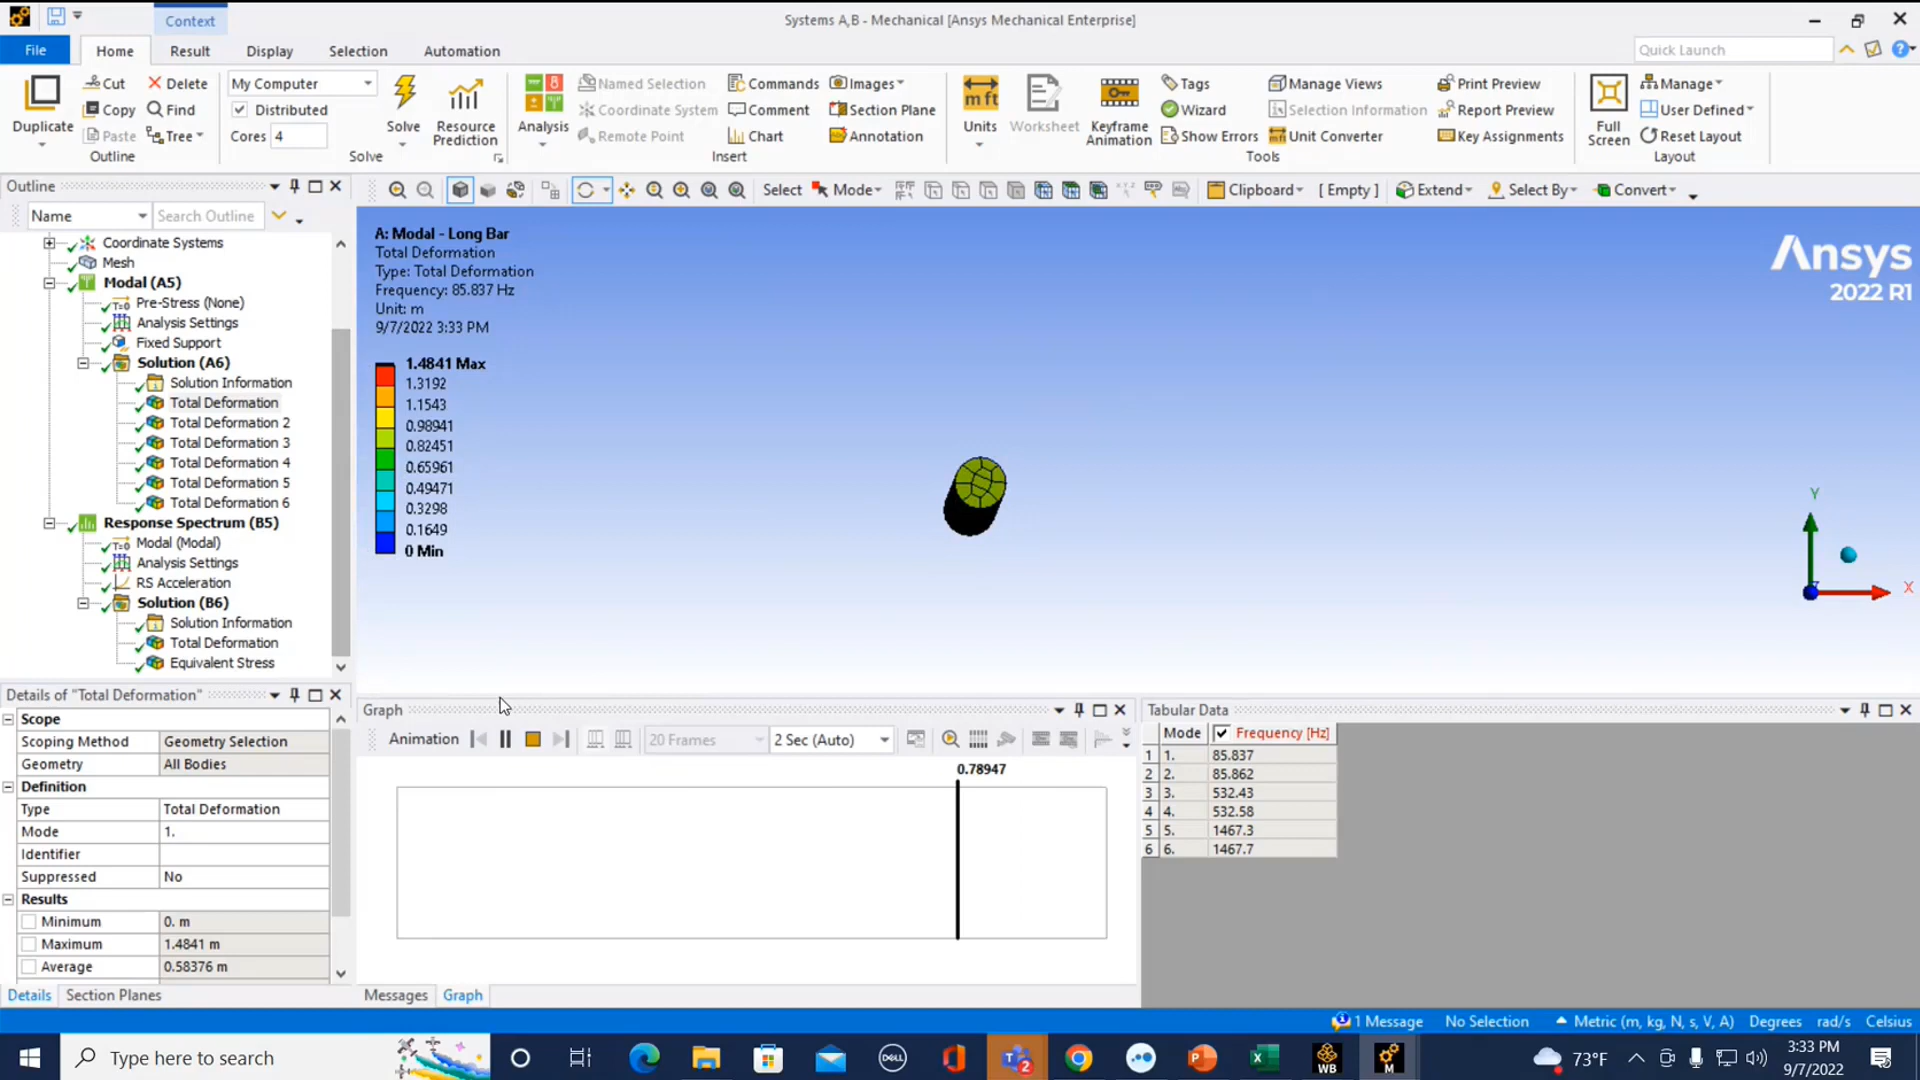 Context
Systems A,B - Mechanical [Ansys Mechanical Enterprise]
File Home Result Display Selection Automation
Quick Launch
Duplicate
Cut
Copy
Paste
Delete
Find
Tree
Outline
My Computer
Distributed
Cores 4
Solve
Resource Prediction
Solve
Analysis
Named Selection
Coordinate System
Remote Point
Commands
Comment
Chart
Images
Section Plane
Annotation
Insert
Units
Worksheet
Keyframe Animation
Tags
Wizard
Show Errors
Manage Views
Selection Information
Unit Converter
Print Preview
Report Preview
Key Assignments
Tools
Full Screen
Manage
User Defined
Reset Layout
Layout
Outline
Name Search Outline
Select Mode Clipboard [ Empty ] Extend Select By Convert
Coordinate Systems
Mesh
Modal (A5)
Pre-Stress (None)
Analysis Settings
Fixed Support
Solution (A6)
Solution Information
Total Deformation
Total Deformation 2
Total Deformation 3
Total Deformation 4
Total Deformation 5
Total Deformation 6
Response Spectrum (B5)
Modal (Modal)
Analysis Settings
RS Acceleration
Solution (B6)
Solution Information
Total Deformation
Equivalent Stress
A: Modal - Long Bar
Total Deformation
Type: Total Deformation
Frequency: 85.837 Hz
Unit: m
9/7/2022 3:33 PM
1.4841 Max
1.3192
1.1543
0.98941
0.82451
0.65961
0.49471
0.3298
0.1649
0 Min
Ansys
2022 R1
Y
X
Details of "Total Deformation"
Scope
Scoping Method Geometry Selection
Geometry All Bodies
Definition
Type Total Deformation
Mode 1.
Identifier
Suppressed No
Results
Minimum 0. m
Maximum 1.4841 m
Average 0.58376 m
Details Section Planes
Graph
Animation 20 Frames 2 Sec (Auto)
0.78947
Messages Graph
Tabular Data
Mode Frequency [Hz]
1 1. 85.837
2 2. 85.862
3 3. 532.43
4 4. 532.58
5 5. 1467.3
6 6. 1467.7
1 Message No Selection Metric (m, kg, N, s, V, A) Degrees rad/s Celsius
Type here to search
DELL
2
WB
M
73°F
3:33 PM
9/7/2022